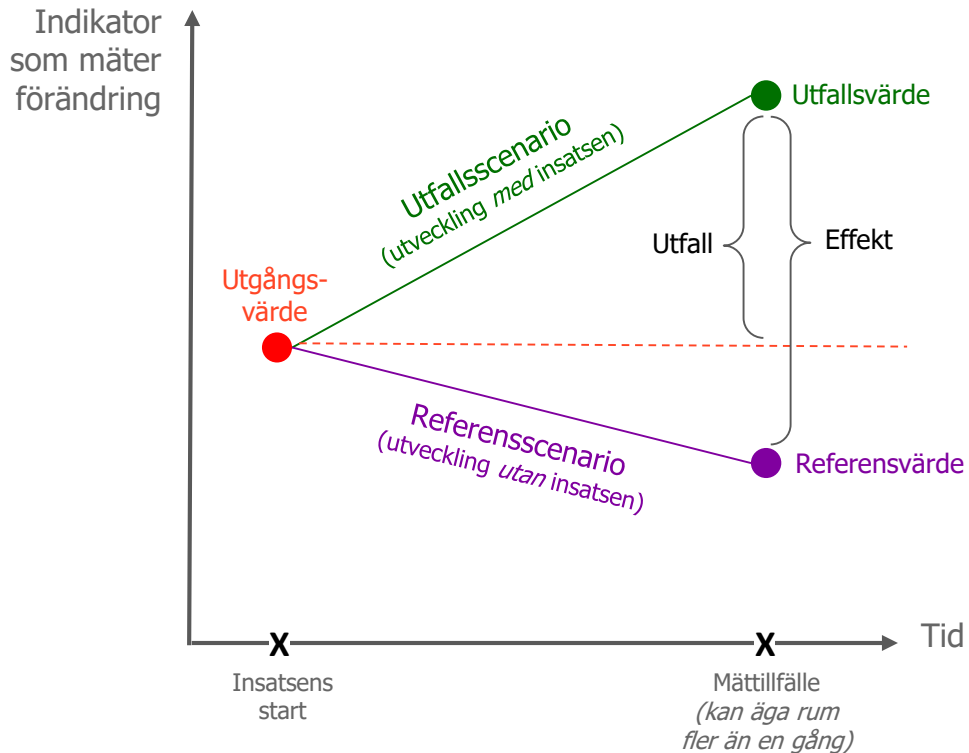 Indikator
som mäter
förändring
Utfallsvärde
Utfallsscenario
(utveckling med insatsen)
Utfall
Effekt
Utgångs-
värde
Referensscenario
(utveckling utan insatsen)
Referensvärde
X
X
Tid
Insatsens
start
Mättillfälle
(kan äga rum
fler än en gång)